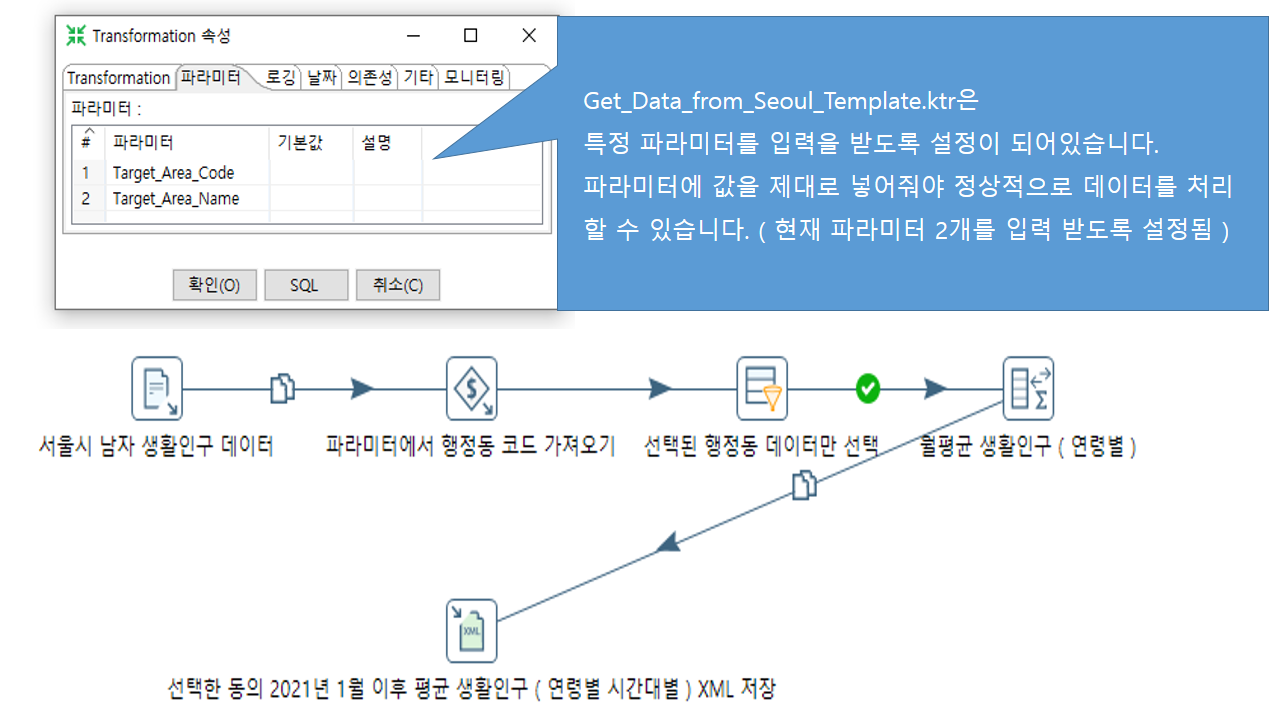 Transformation 속성
Transformation 파라미터 로깅 날짜 의존성 기타 모니터링
파라미터 :
# 파라미터 기본값 설명
1 Target_Area_Code
2 Target_Area_Name
확인(O) SQL 취소(C)
Get_Data_from_Seoul_Template.ktr은
특정 파라미터를 입력을 받도록 설정이 되어있습니다.
파라미터에 값을 제대로 넣어줘야 정상적으로 데이터를 처리
할 수 있습니다. ( 현재 파라미터 2개를 입력 받도록 설정됨 )
서울시 남자 생활인구 데이터
파라미터에서 행정동 코드 가져오기
선택된 행정동 데이터만 선택
월평균 생활인구 ( 연령별 )
XML
선택한 동의 2021년 1월 이후 평균 생활인구 ( 연령별 시간대별 ) XML 저장